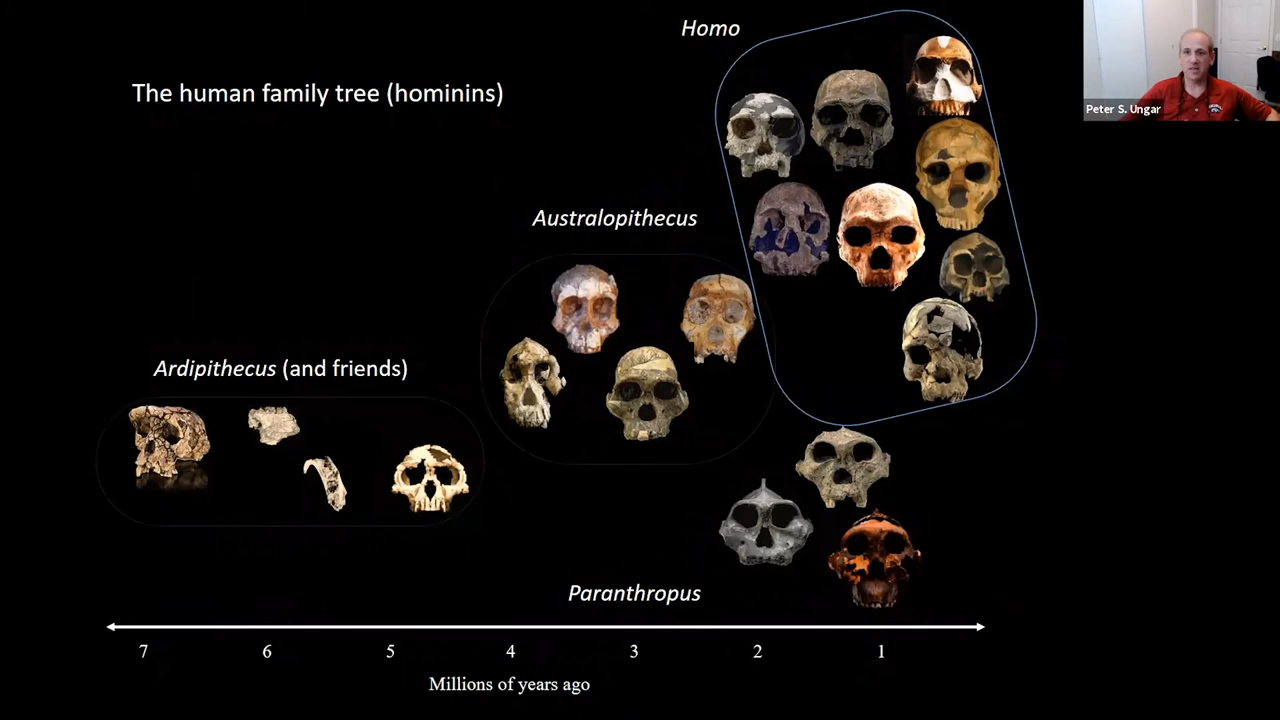 Homo
The human family tree (hominins)
Peter S. Ungar
Australopithecus
Ardipithecus (and friends)
Paranthropus
7 6 5 4 3 2 1
Millions of years ago